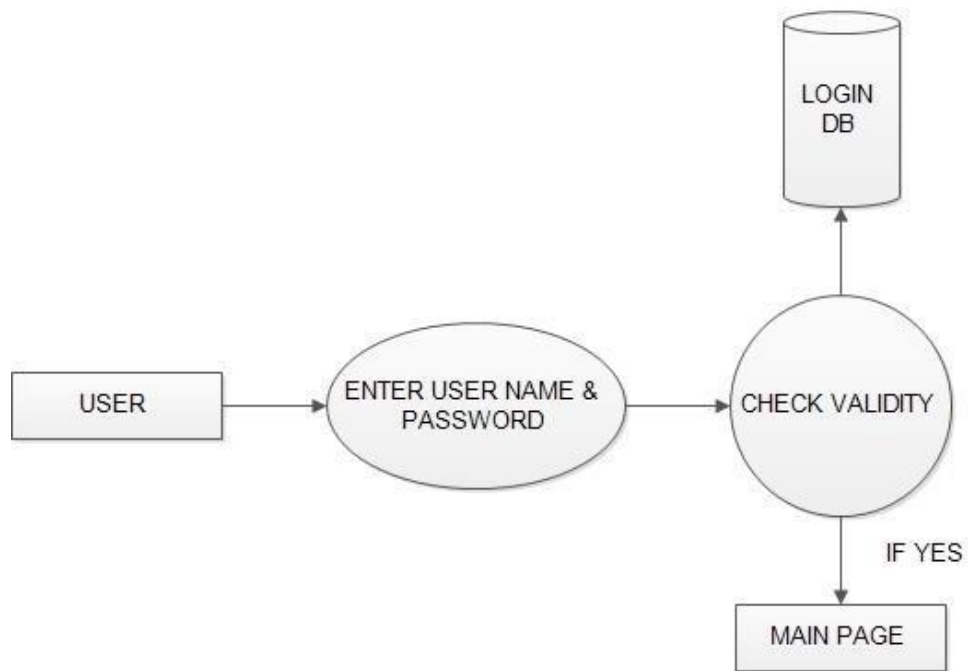 LOGIN
DB
USER
ENTER USER NAME &
PASSWORD
CHECK VALIDITY
IF YES
MAIN PAGE